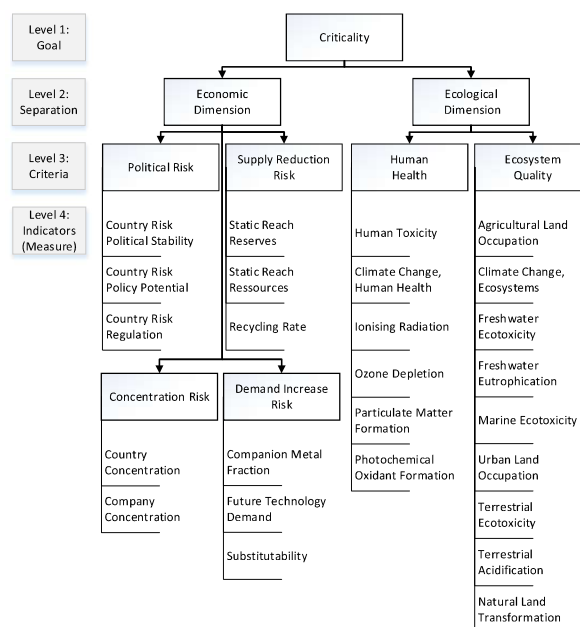 Level 1:
Goal
Criticality
Level 2:
Separation
Economic
Dimension
Ecological
Dimension
Level 3:
Criteria
Political Risk
Supply Reduction
Risk
Human
Health
Ecosystem
Quality
Level 4:
Indicators
(Measure)
Country Risk
Political Stability
Country Risk
Policy Potential
Country Risk
Regulation
Static Reach
Reserves
Static Reach
Ressources
Recycling Rate
Concentration Risk
Demand Increase
Risk
Country
Concentration
Company
Concentration
Companion Metal
Fraction
Future Technology
Demand
Substitutability
Human Toxicity
Climate Change,
Human Health
Ionising Radiation
Ozone Depletion
Particulate Matter
Formation
Photochemical
Oxidant Formation
Agricultural Land
Occupation
Climate Change,
Ecosystems
Freshwater
Ecotoxicity
Freshwater
Eutrophication
Marine Ecotoxicity
Urban Land
Occupation
Terrestrial
Ecotoxicity
Terrestrial
Acidification
Natural Land
Transformation